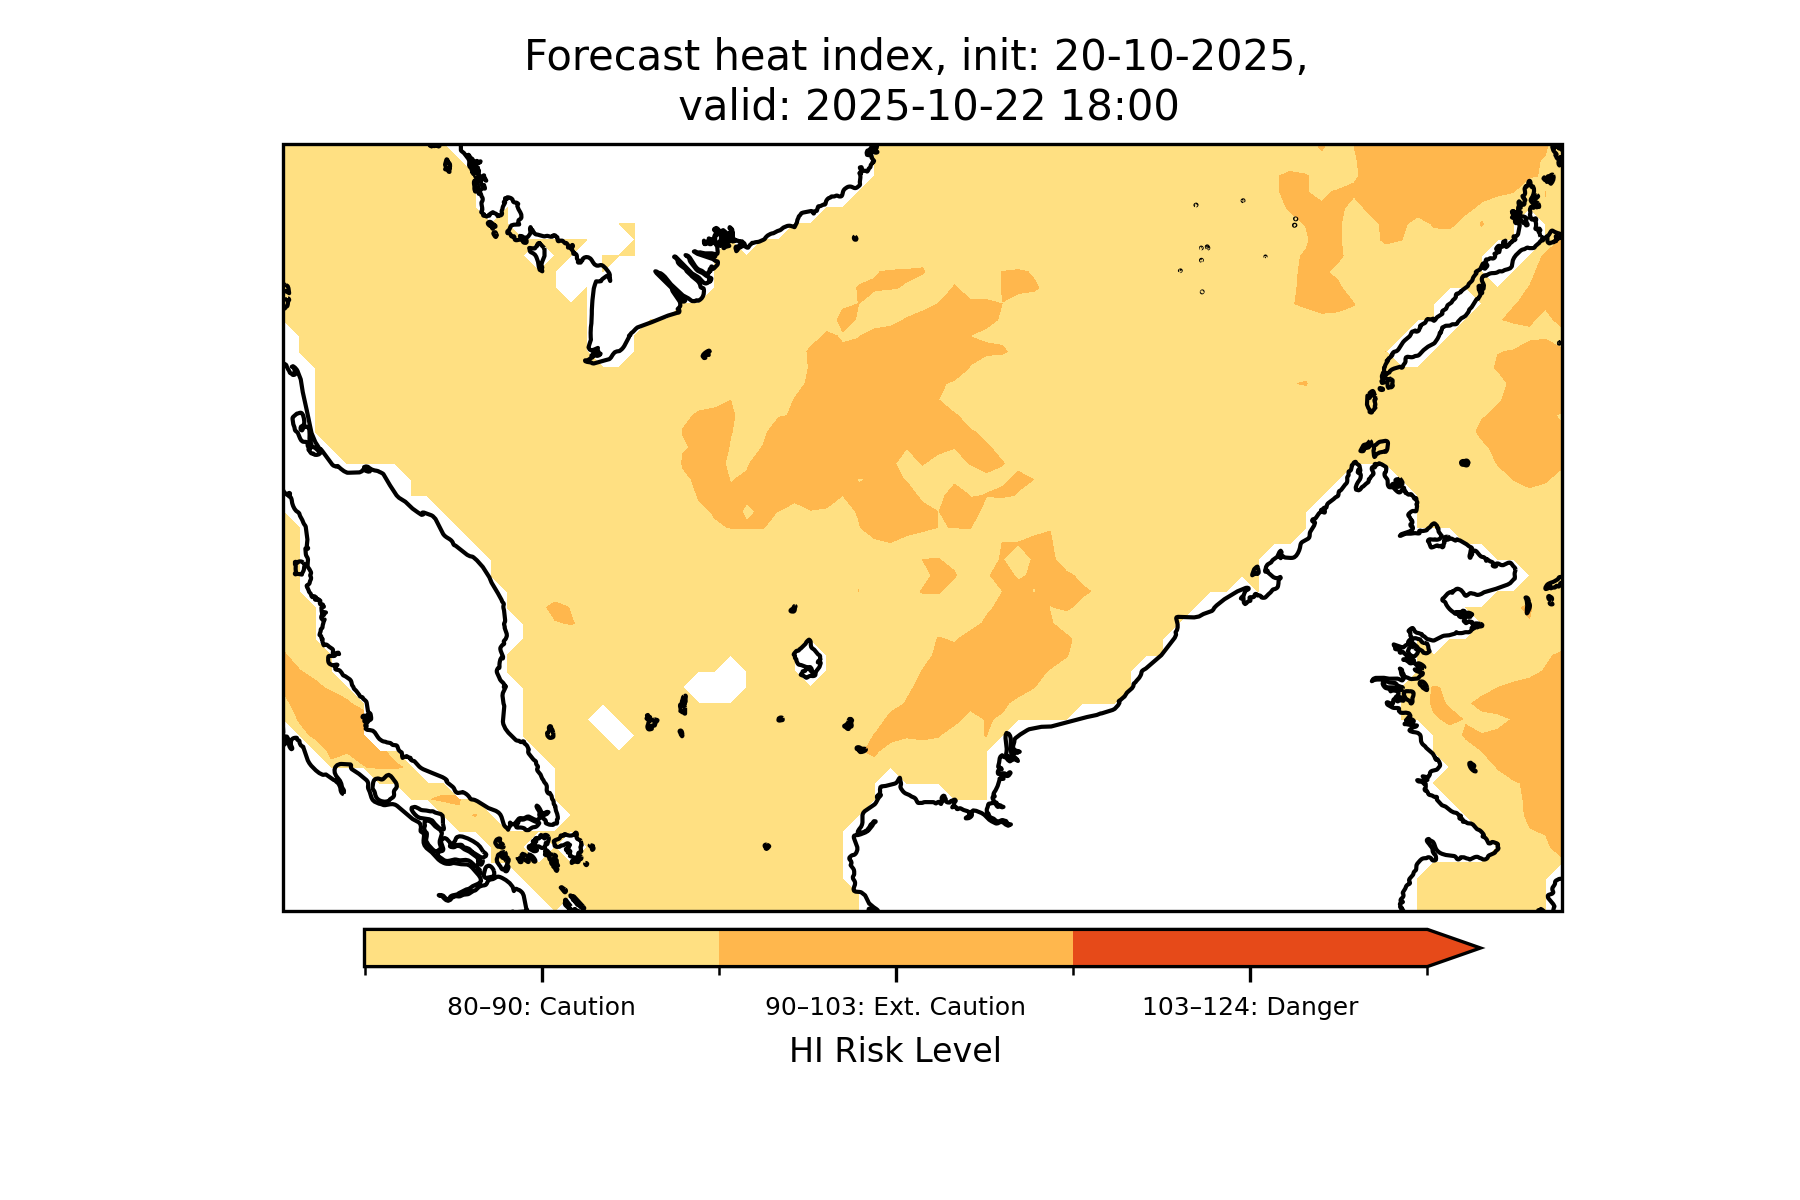 Forecast heat index, init: 20-10-2025,
valid: 2025-10-22 18:00
80–90: Caution
90–103: Ext. Caution
103–124: Danger
HI Risk Level